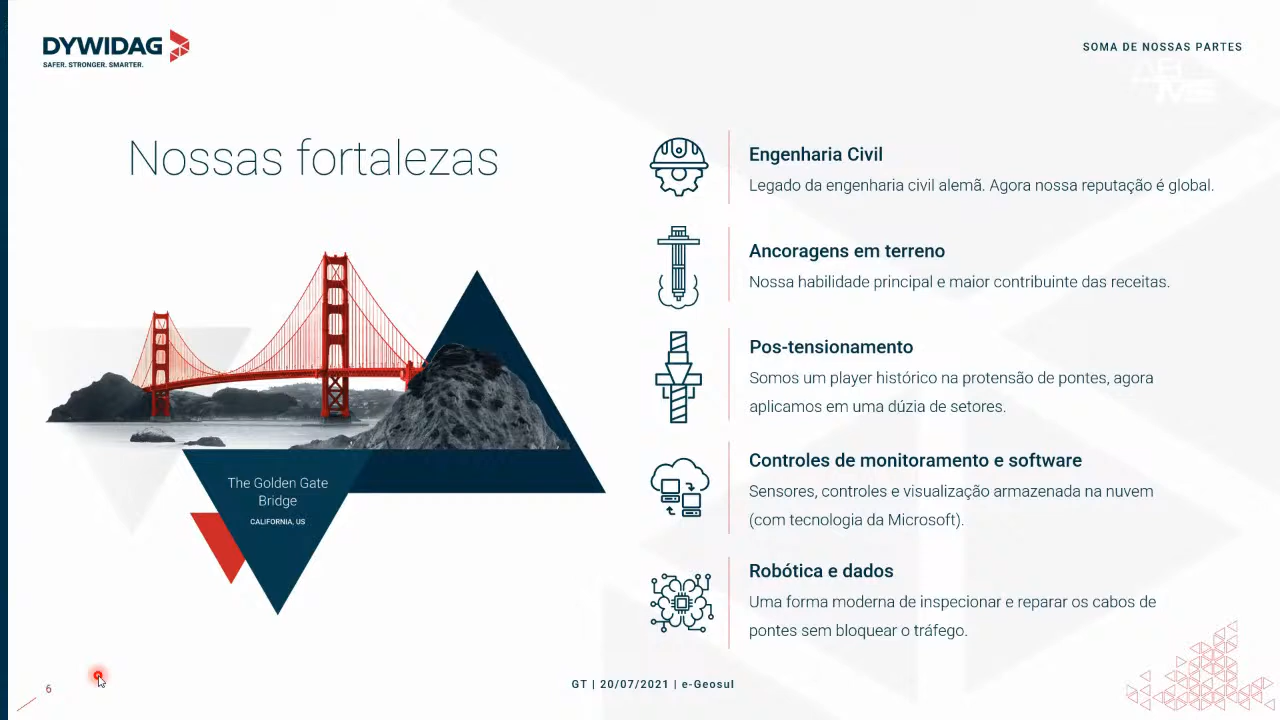 DYWIDAG
SAFER. STRONGER. SMARTER.
SOMA DE NOSSAS PARTES
Nossas fortalezas
The Golden Gate
Bridge
CALIFORNIA, US
Engenharia Civil
Legado da engenharia civil alemã. Agora nossa reputação é global.
Ancoragens em terreno
Nossa habilidade principal e maior contribuinte das receitas.
Pos-tensionamento
Somos um player histórico na protensão de pontes, agora
aplicamos em uma dúzia de setores.
Controles de monitoramento e software
Sensores, controles e visualização armazenada na nuvem
(com tecnologia da Microsoft).
Robótica e dados
Uma forma moderna de inspecionar e reparar os cabos de
pontes sem bloquear o tráfego.
6
GT | 20/07/2021 | e-Geosul